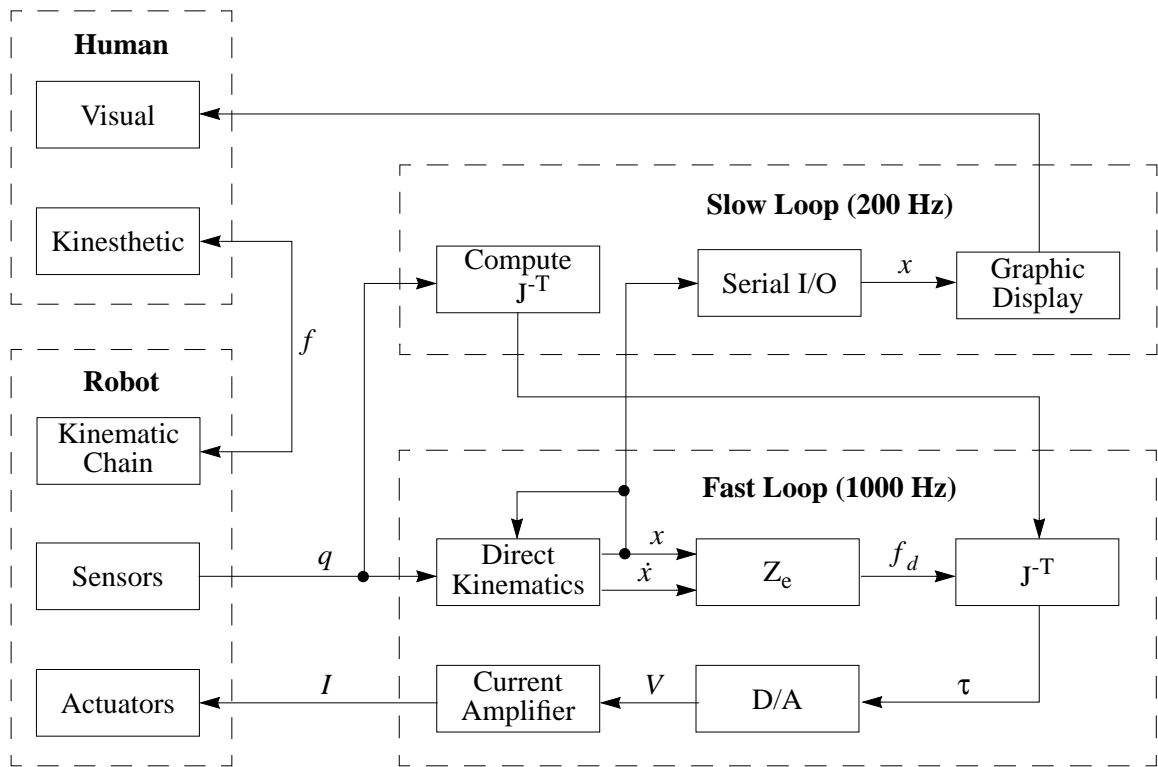 Human
Visual
Kinesthetic
f
Robot
Kinematic
Chain
Sensors
Actuators
Slow Loop (200 Hz)
Compute
J-T
Serial I/O
x
Graphic
Display
Fast Loop (1000 Hz)
q
Direct
Kinematics
x
ẋ
Ze
fd
J-T
I
Current
Amplifier
V
D/A
τ